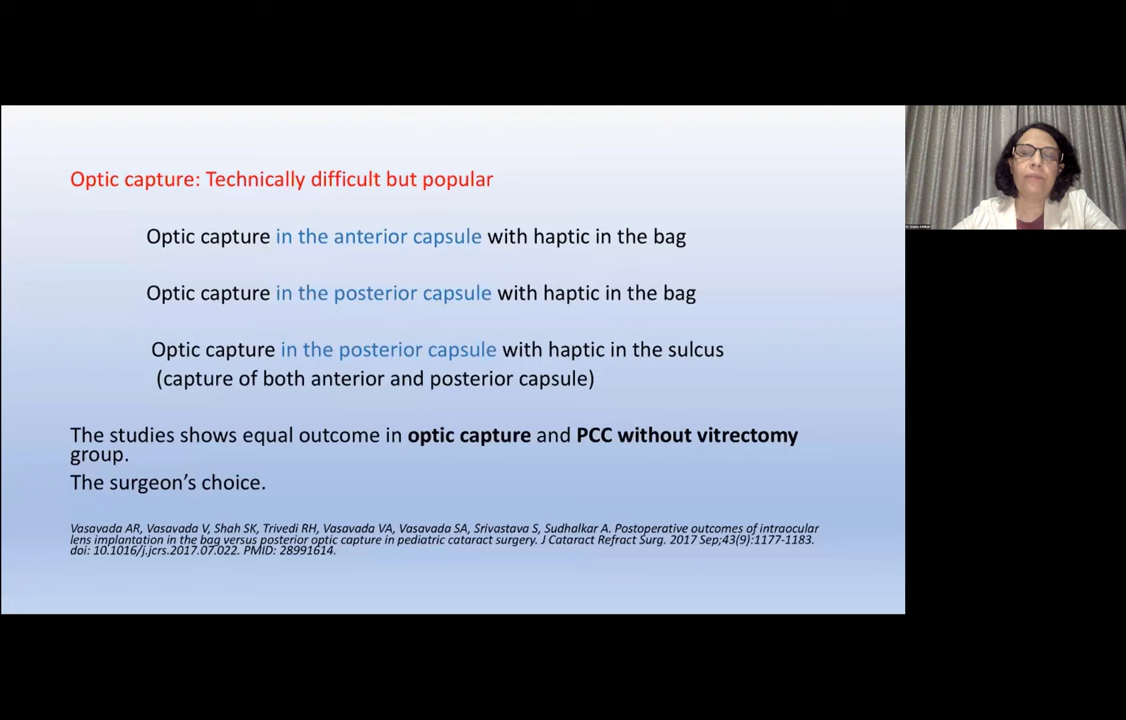 Optic capture: Technically difficult but popular
Optic capture in the anterior capsule with haptic in the bag
Optic capture in the posterior capsule with haptic in the bag
Optic capture in the posterior capsule with haptic in the sulcus
(capture of both anterior and posterior capsule)
The studies shows equal outcome in optic capture and PCC without vitrectomy
group.
The surgeon's choice.
Vasavada AR, Vasavada V, Shah SK, Trivedi RH, Vasavada VA, Vasavada SA, Srivastava S, Sudhalkar A. Postoperative outcomes of intraocular
lens implantation in the bag versus posterior optic capture in pediatric cataract surgery. J Cataract Refract Surg. 2017 Sep;43(9):1177-1183.
doi: 10.1016/j.jcrs.2017.07.022. PMID: 28991614.